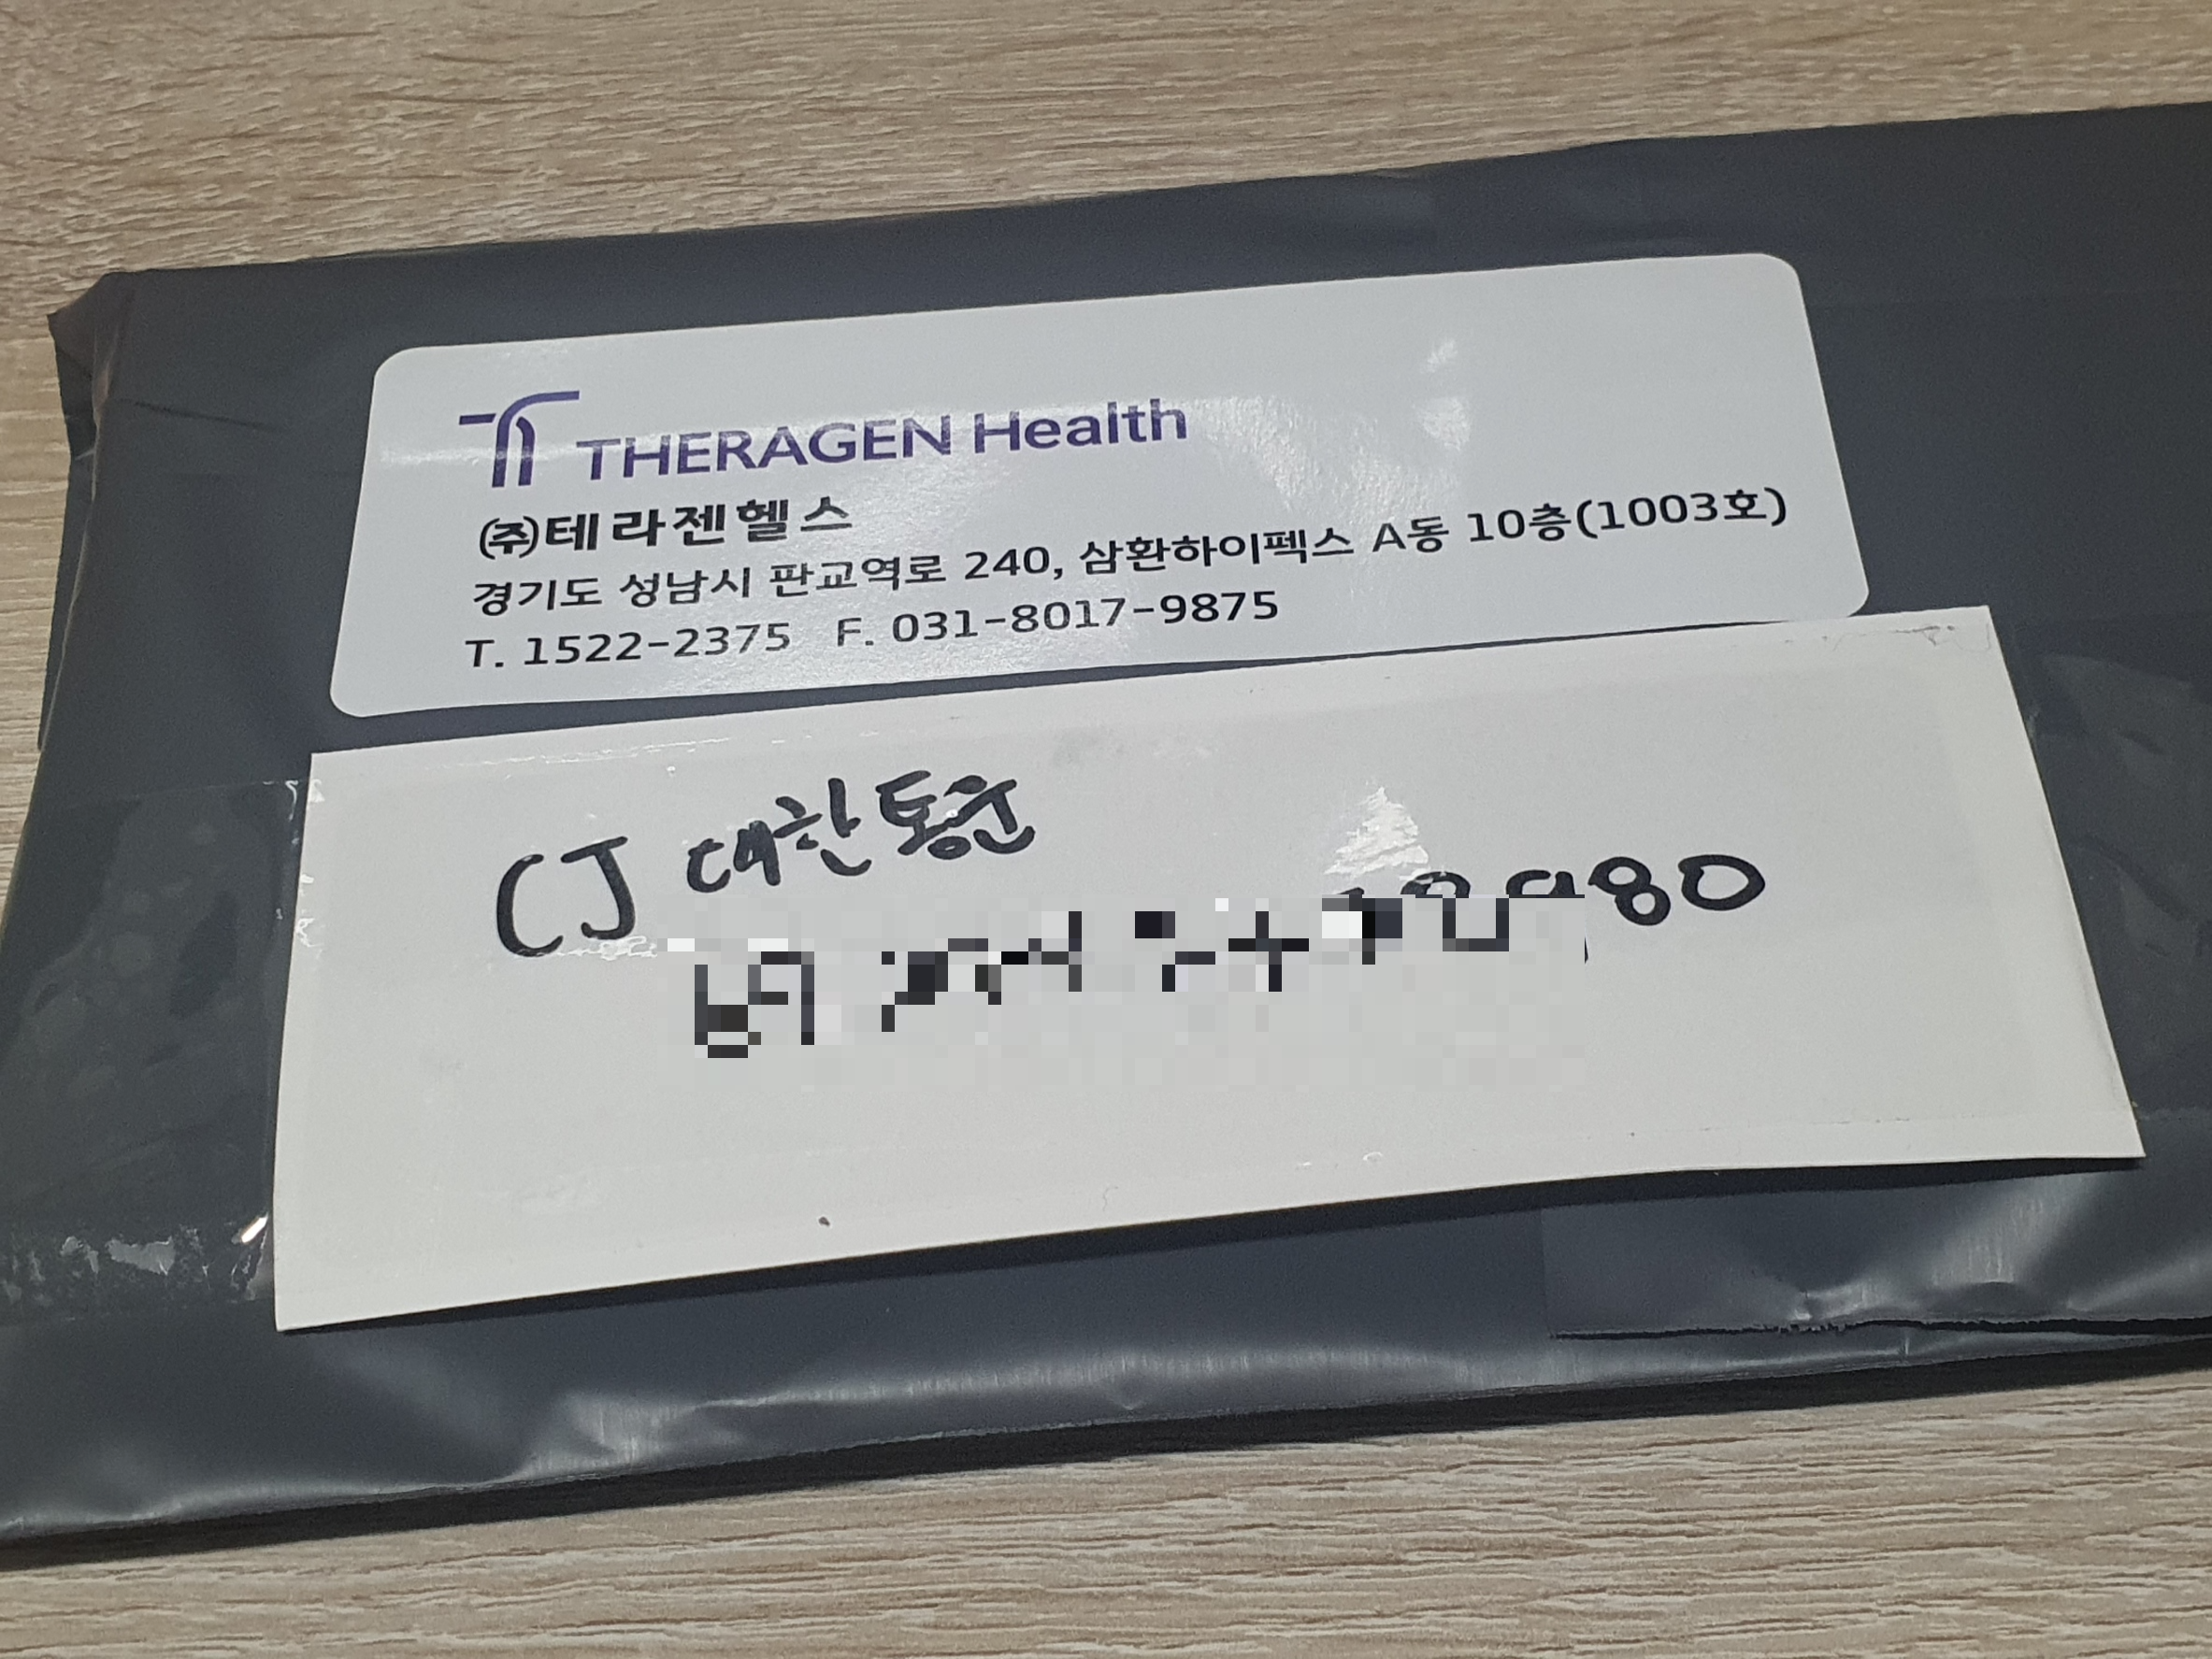 THERAGEN Health
㈜테라젠헬스
경기도 성남시 판교역로 240, 삼환하이펙스 A동 10층(1003호)
T. 1522-2375 F. 031-8017-9875
CJ 대한통운